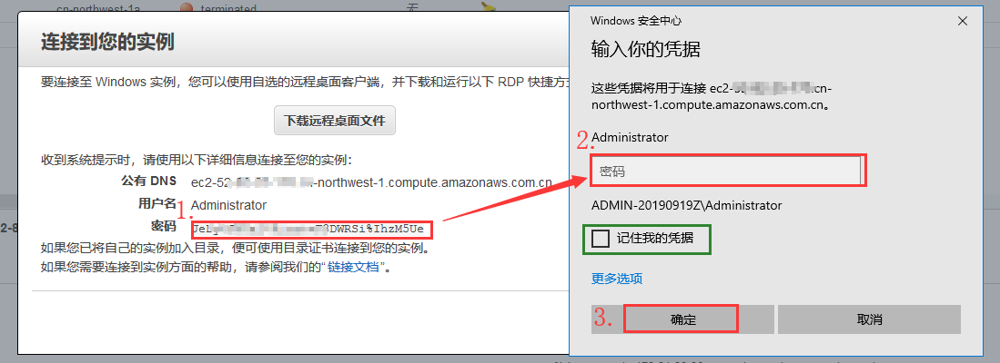 cn-northwest-1a terminated 无
连接到您的实例
要连接至 Windows 实例，您可以使用自选的远程桌面客户端，并下载和运行以下 RDP 快捷方式
下载远程桌面文件
收到系统提示时，请使用以下详细信息连接至您的实例：
公有 DNS ec2-52 -northwest-1.compute.amazonaws.com.cn
用户名 Administrator
1.
密码 DWRSi%IhzM5Ue
如果您已将自己的实例加入目录，便可使用目录证书连接到您的实例。
如果您需要连接到实例方面的帮助，请参阅我们的“链接文档”。
2-8
Windows 安全中心
输入你的凭据
这些凭据将用于连接 ec2- .cn-
northwest-1.compute.amazonaws.com.cn。
Administrator
2.
密码
ADMIN-20190919Z\Administrator
记住我的凭据
更多选项
3. 确定 取消